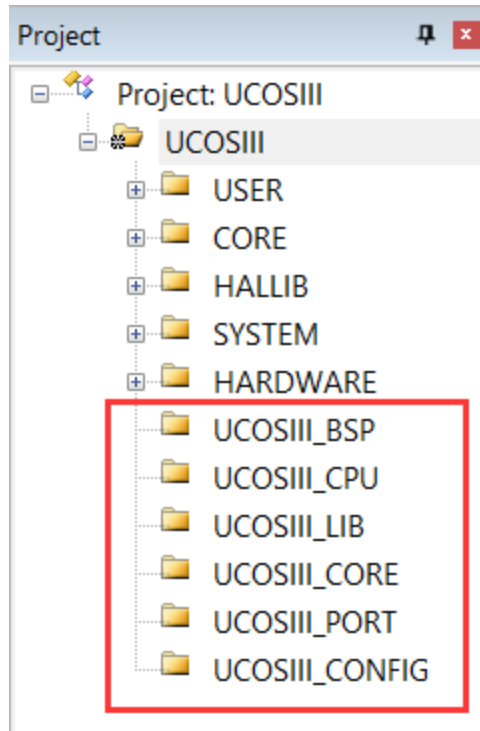 Project
Project: UCOSIII
UCOSIII
USER
CORE
HALLIB
SYSTEM
HARDWARE
UCOSIII_BSP
UCOSIII_CPU
UCOSIII_LIB
UCOSIII_CORE
UCOSIII_PORT
UCOSIII_CONFIG